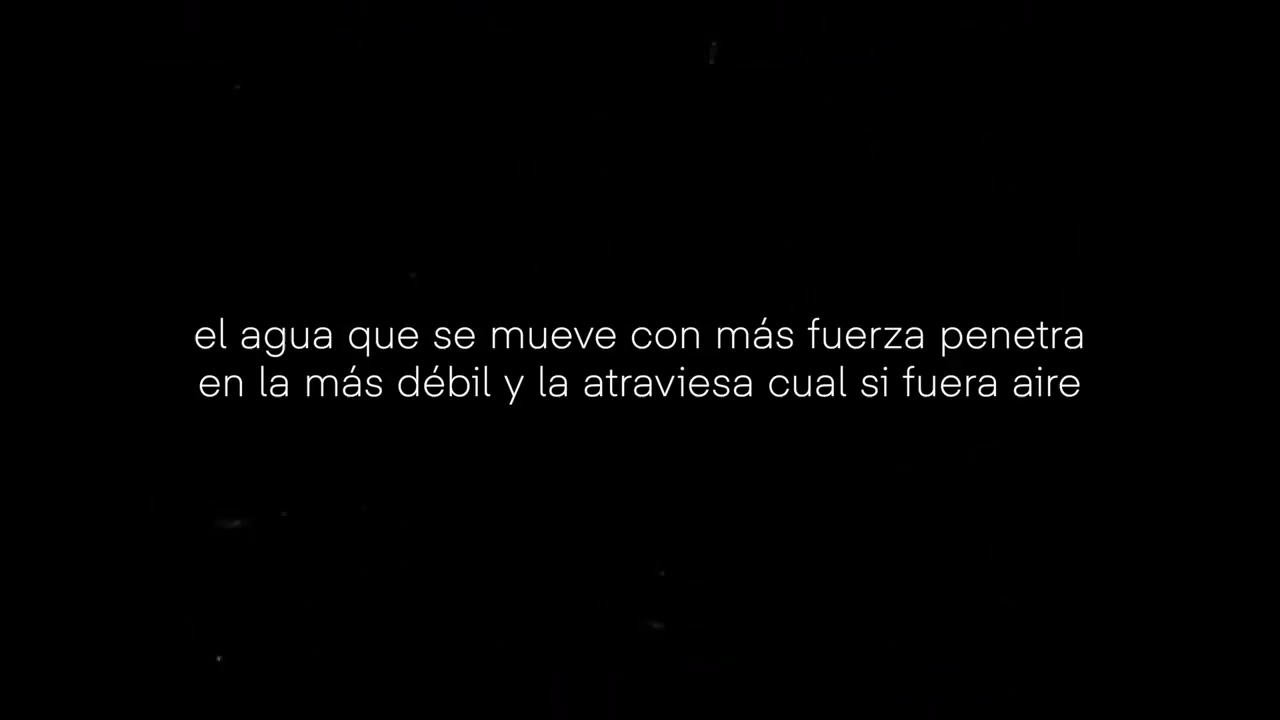 el agua que se mueve con más fuerza penetra
en la más débil y la atraviesa cual si fuera aire